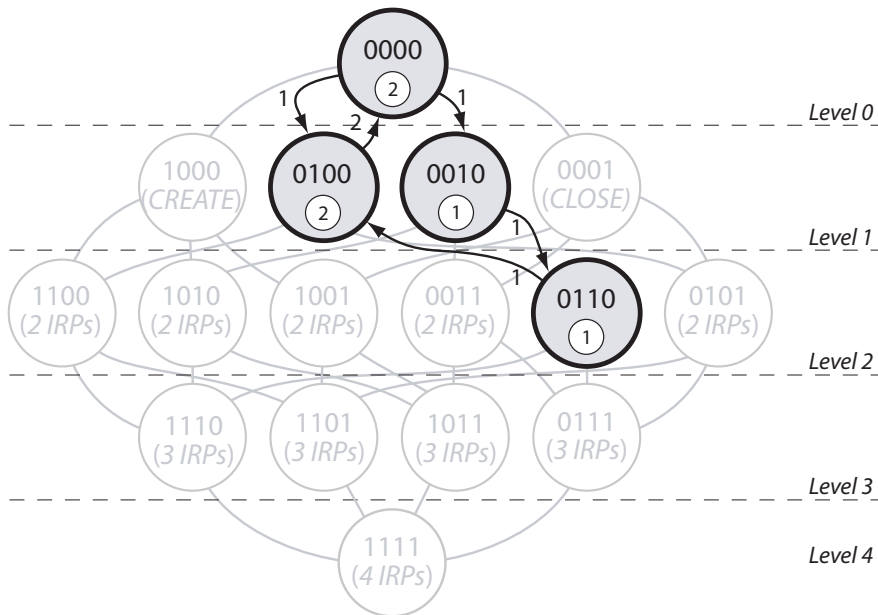 0000
2
1
2
1
Level 0
1000
(CREATE)
0100
2
0010
1
0001
(CLOSE)
1
1
Level 1
1100
(2 IRPs)
1010
(2 IRPs)
1001
(2 IRPs)
0011
(2 IRPs)
0110
1
0101
(2 IRPs)
Level 2
1110
(3 IRPs)
1101
(3 IRPs)
1011
(3 IRPs)
0111
(3 IRPs)
Level 3
1111
(4 IRPs)
Level 4